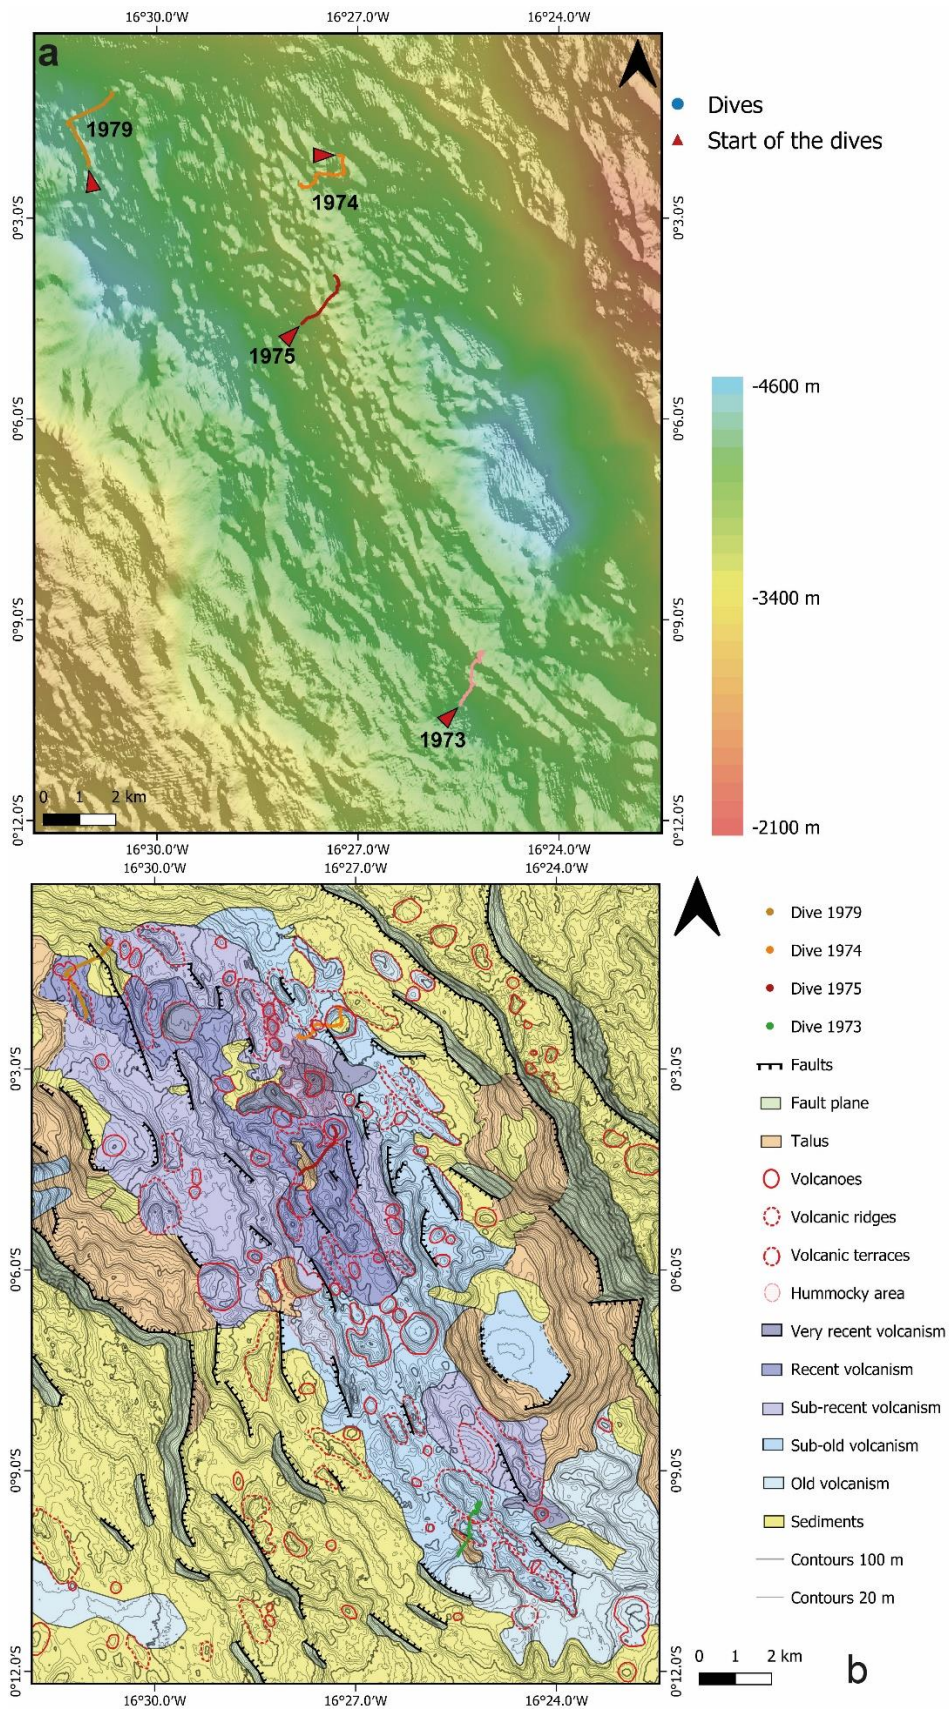 16°30.0'W 16°27.0'W 16°24.0'W
a
Dives
Start of the dives
1979
1974
0°3.0'S 0°3.0'S
1975
-4600 m
0°6.0'S 0°6.0'S
-3400 m
0°9.0'S 0°9.0'S
1973
0 1 2 km
-2100 m
0°12.0'S 0°12.0'S
16°30.0'W 16°27.0'W 16°24.0'W
16°30.0'W 16°27.0'W 16°24.0'W
Dive 1979
Dive 1974
Dive 1975
Dive 1973
0°3.0'S 0°3.0'S
Faults
Fault plane
Talus
Volcanoes
Volcanic ridges
Volcanic terraces
0°6.0'S 0°6.0'S
Hummocky area
Very recent volcanism
Recent volcanism
Sub-recent volcanism
Sub-old volcanism
0°9.0'S 0°9.0'S
Old volcanism
Sediments
Contours 100 m
Contours 20 m
0 1 2 km
b
0°12.0'S 0°12.0'S
16°30.0'W 16°27.0'W 16°24.0'W